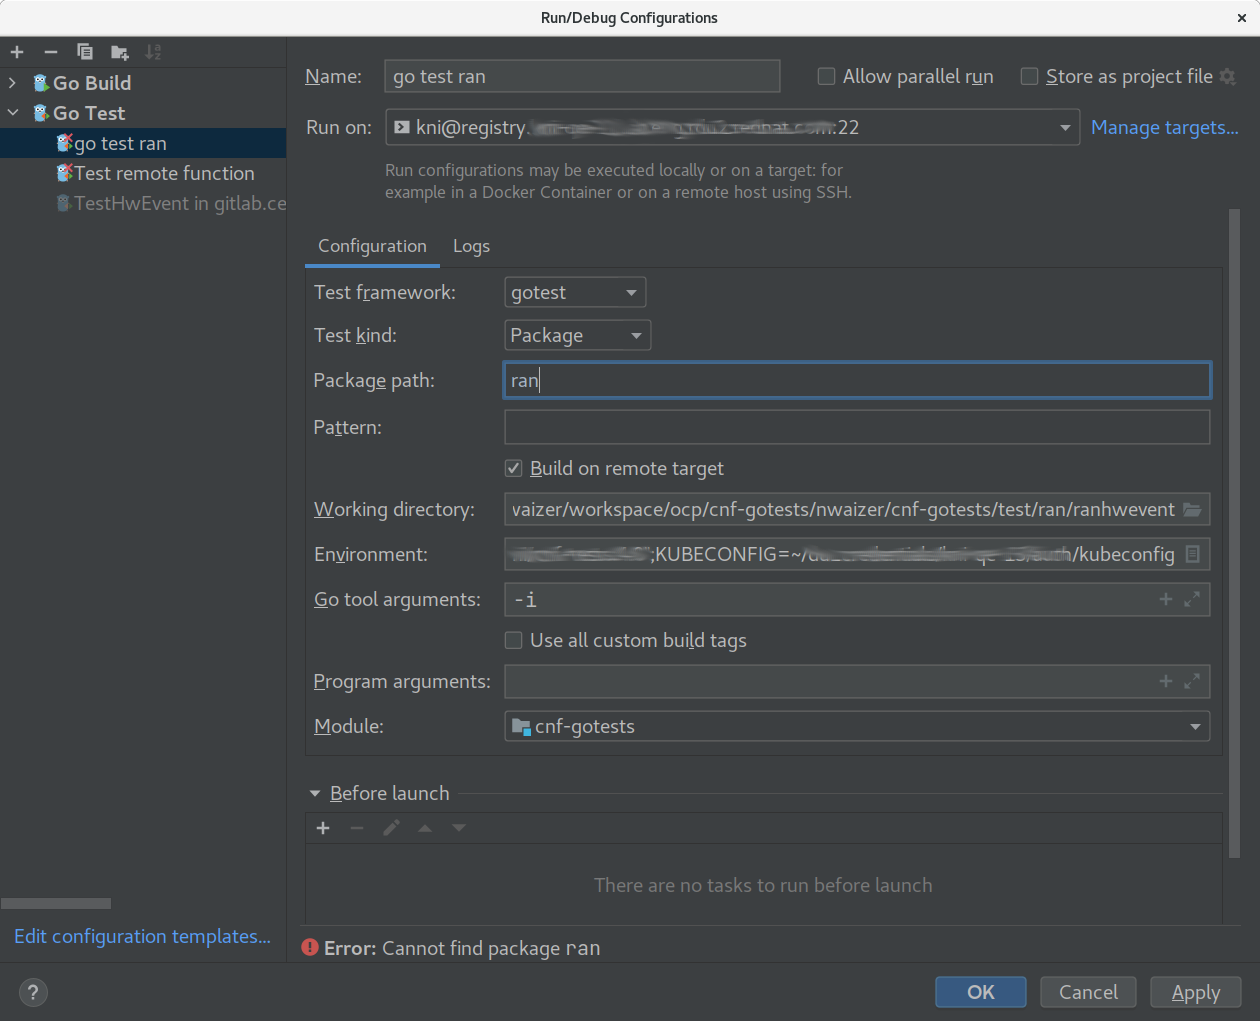 Run/Debug Configurations
Go Build
Go Test
go test ran
Test remote function
TestHwEvent in gitlab.ce
Edit configuration templates...
Name: go test ran Allow parallel run Store as project file
Run on: kni@registry. :22 Manage targets...
Run configurations may be executed locally or on a target: for
example in a Docker Container or on a remote host using SSH.
Configuration Logs
Test framework: gotest
Test kind: Package
Package path: ran
Pattern:
Build on remote target
Working directory: vaizer/workspace/ocp/cnf-gotests/nwaizer/cnf-gotests/test/ran/ranhwevent
Environment: ";KUBECONFIG=~/ /kubeconfig
Go tool arguments: -i
Use all custom build tags
Program arguments:
Module: cnf-gotests
Before launch
There are no tasks to run before launch
Error: Cannot find package ran
? OK Cancel Apply